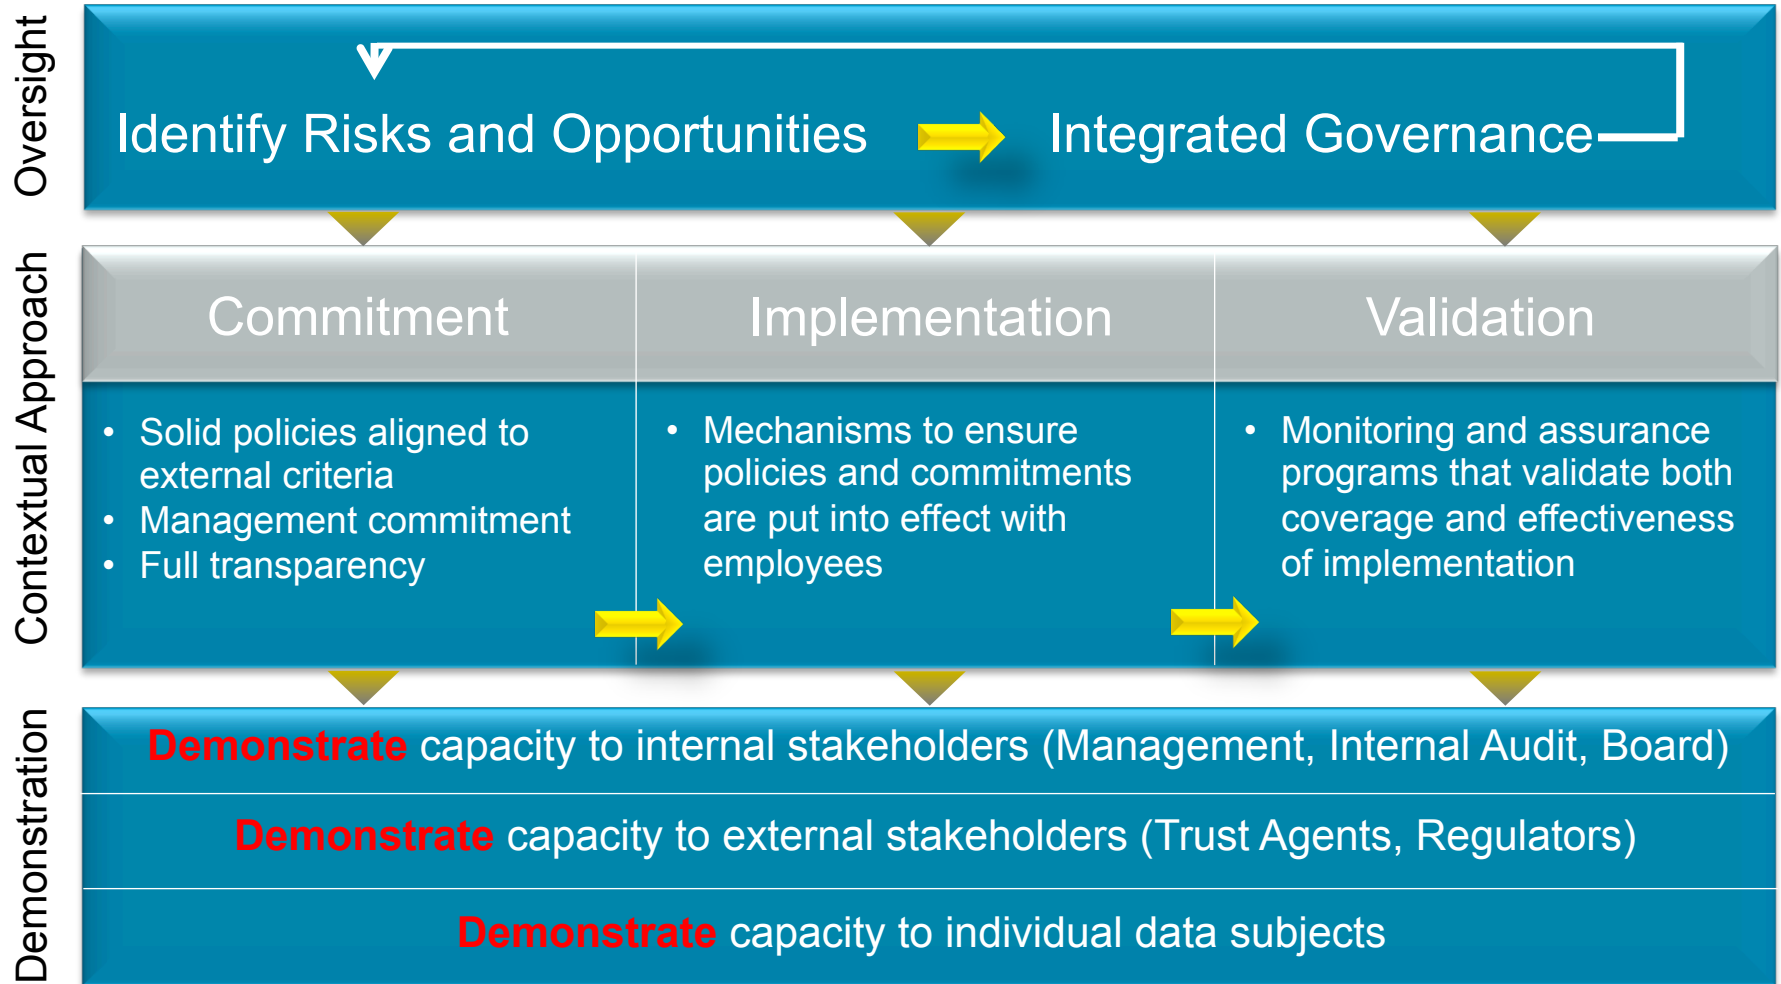 Oversight
Identify Risks and Opportunities
Integrated Governance
Contextual Approach
Commitment
Implementation
Validation
• Solid policies aligned to
external criteria
• Management commitment
• Full transparency
• Mechanisms to ensure
policies and commitments
are put into effect with
employees
• Monitoring and assurance
programs that validate both
coverage and effectiveness
of implementation
Demonstration
Demonstrate capacity to internal stakeholders (Management, Internal Audit, Board)
Demonstrate capacity to external stakeholders (Trust Agents, Regulators)
Demonstrate capacity to individual data subjects